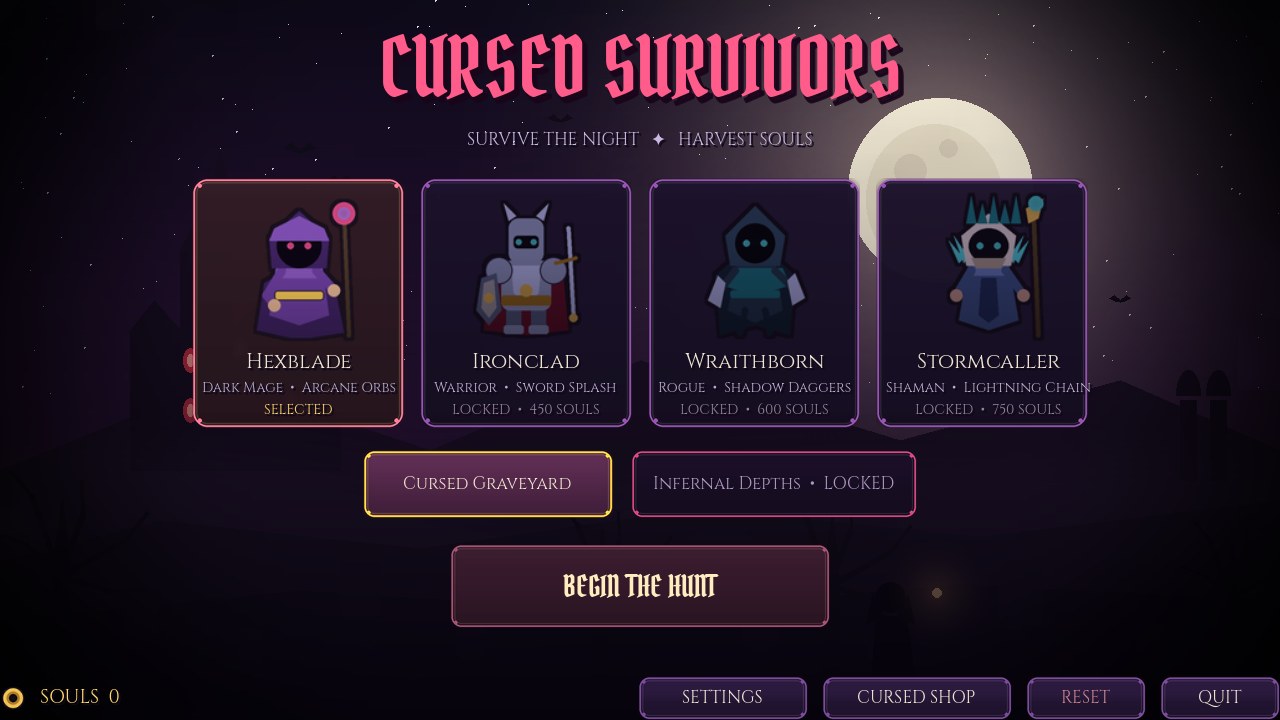 CURSED SURVIVORS
SURVIVE THE NIGHT ✦ HARVEST SOULS
HEXBLADE
DARK MAGE • ARCANE ORBS
SELECTED
IRONCLAD
WARRIOR • SWORD SPLASH
LOCKED • 450 SOULS
WRAITHBORN
ROGUE • SHADOW DAGGERS
LOCKED • 600 SOULS
STORMCALLER
SHAMAN • LIGHTNING CHAIN
LOCKED • 750 SOULS
CURSED GRAVEYARD
INFERNAL DEPTHS • LOCKED
BEGIN THE HUNT
SOULS 0
SETTINGS
CURSED SHOP
RESET
QUIT